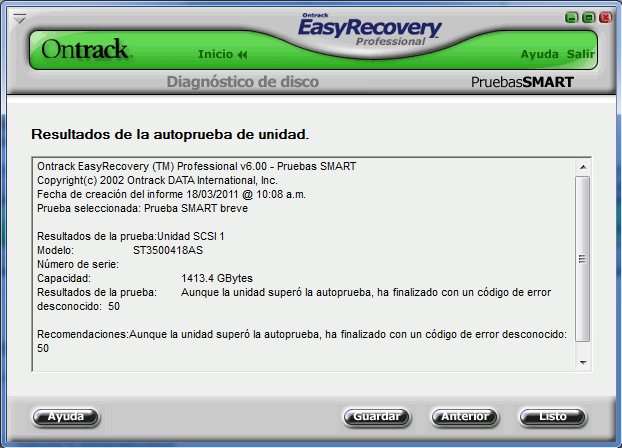 Ontrack
EasyRecovery™
Professional
Ontrack
Inicio
Ayuda Salir
Diagnóstico de disco
PruebasSMART
Resultados de la autoprueba de unidad.
Ontrack EasyRecovery (TM) Professional v6.00 - Pruebas SMART
Copyright(c) 2002 Ontrack DATA International, Inc.
Fecha de creación del informe 18/03/2011 @ 10:08 a.m.
Prueba seleccionada: Prueba SMART breve
Resultados de la prueba:Unidad SCSI 1
Modelo: ST3500418AS
Número de serie:
Capacidad: 1413.4 GBytes
Resultados de la prueba: Aunque la unidad superó la autoprueba, ha finalizado con un código de error
desconocido: 50
Recomendaciones:Aunque la unidad superó la autoprueba, ha finalizado con un código de error desconocido:
50
Ayuda
Guardar
Anterior
Listo